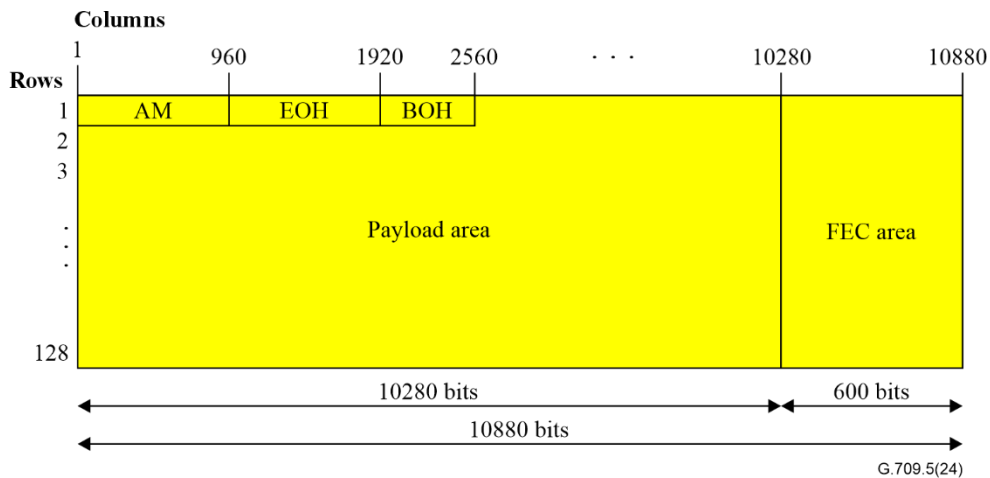 Columns
1 960 1920 2560 . . . 10280 10880
Rows
1 AM EOH BOH
2
3
Payload area FEC area
.
.
.
128
10280 bits 600 bits
10880 bits
G.709.5(24)